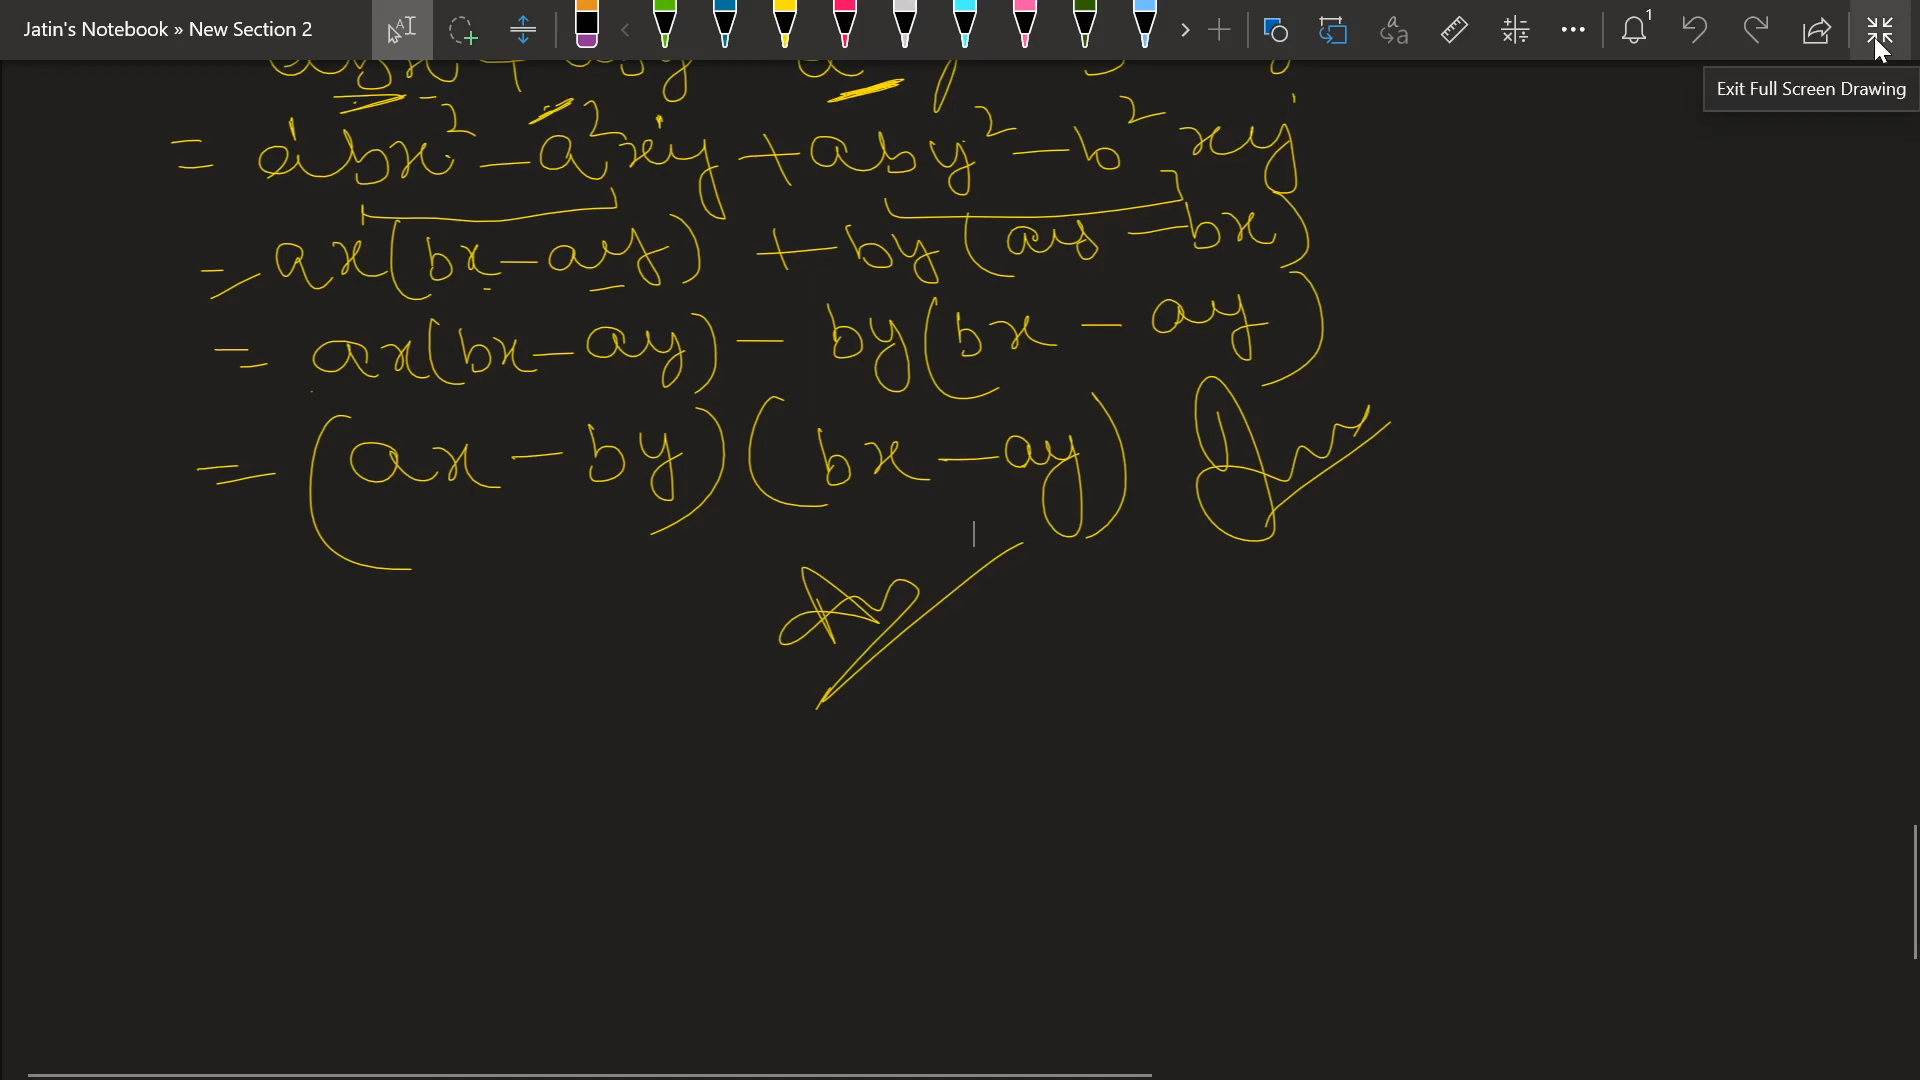 Jatin's Notebook » New Section 2
1
Exit Full Screen Drawing
= abx² - a²xy + aby² - b²xy
= ax(bx - ay) + by(ay - bx)
= ax(bx - ay) - by(bx - ay)
= (ax - by)(bx - ay) Ans